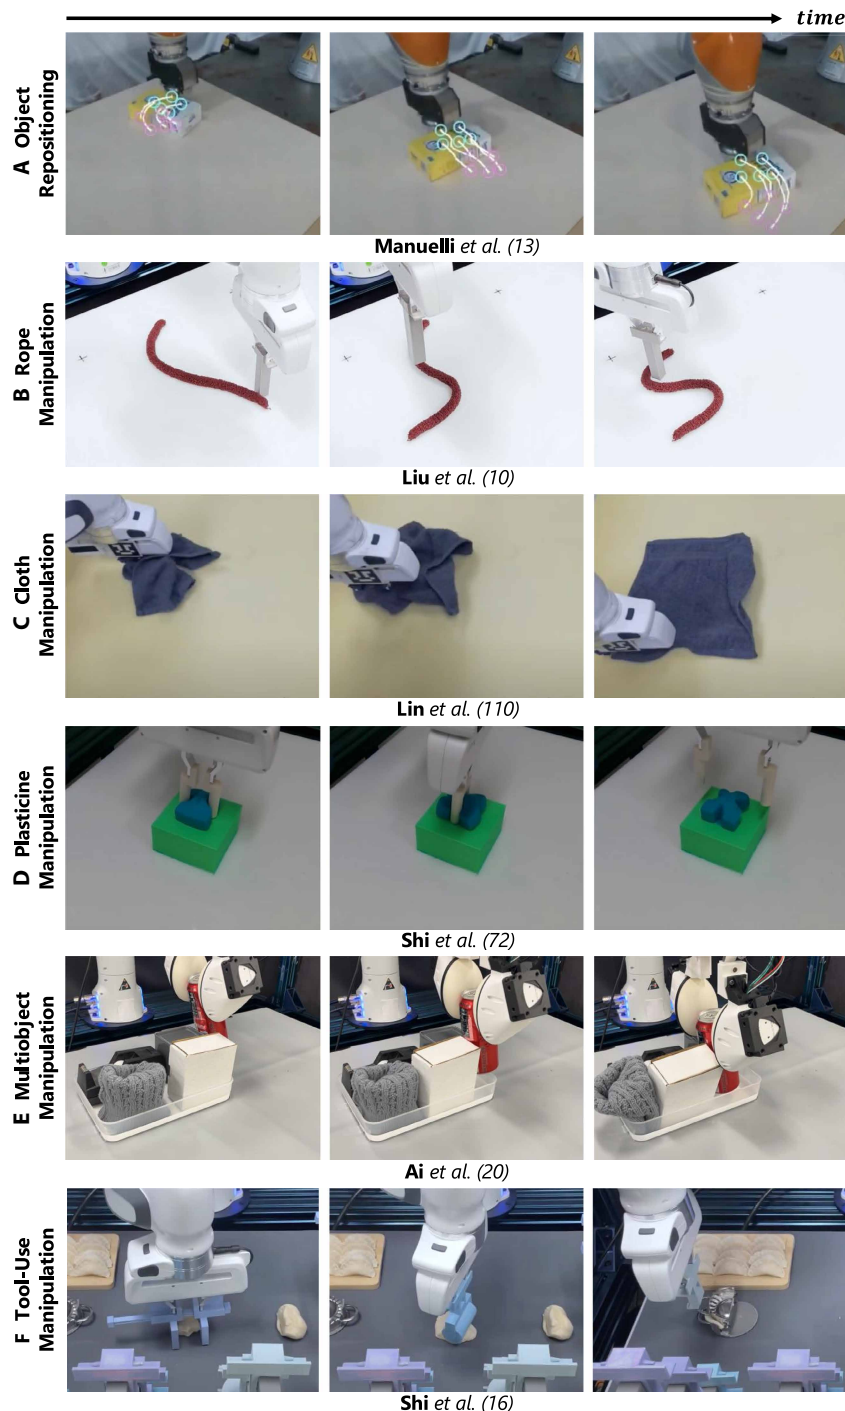 time
A Object
Repositioning
Manuelli et al. (13)
B Rope
Manipulation
Liu et al. (10)
C Cloth
Manipulation
Lin et al. (110)
D Plasticine
Manipulation
Shi et al. (72)
E Multiobject
Manipulation
Ai et al. (20)
F Tool-Use
Manipulation
Shi et al. (16)